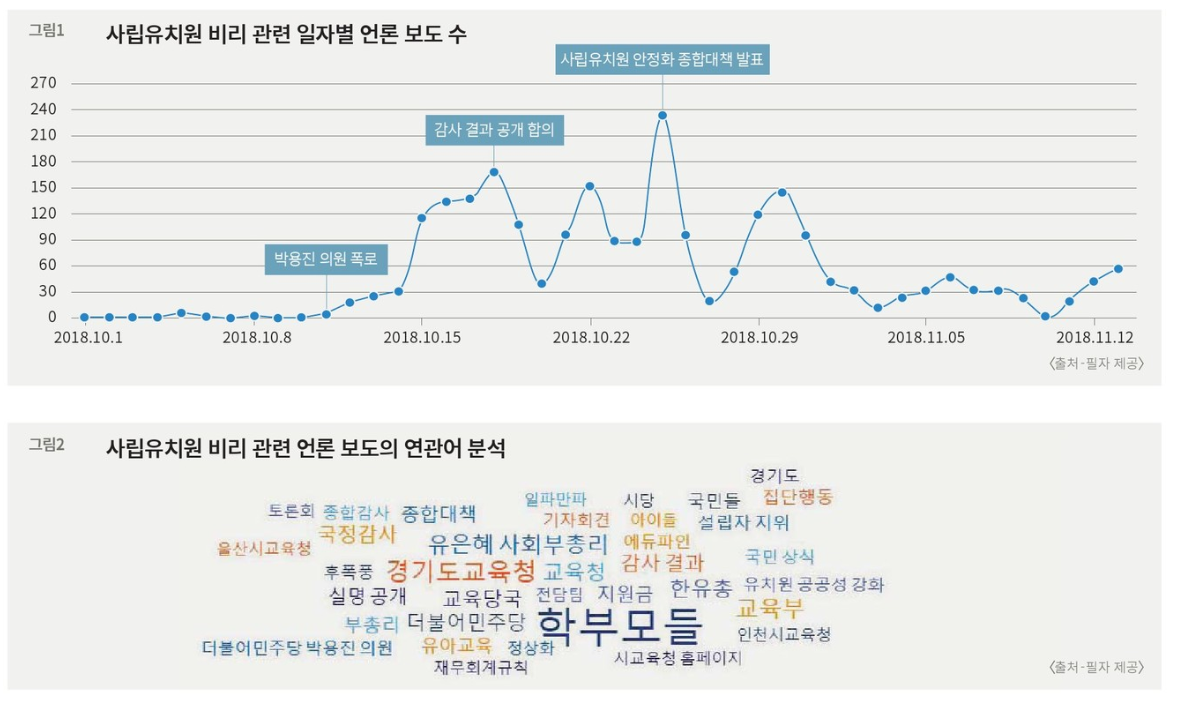 그림1 사립유치원 비리 관련 일자별 언론 보도 수
사립유치원 안정화 종합대책 발표
270
240
감사 결과 공개 합의
210
180
150
120
90
박용진 의원 폭로
60
30
0
2018.10.1 2018.10.8 2018.10.15 2018.10.22 2018.10.29 2018.11.05 2018.11.12
〈출처-필자 제공〉
그림2 사립유치원 비리 관련 언론 보도의 연관어 분석
경기도
일파만파 시당 국민들 집단행동
토론회 종합감사 종합대책 기자회견 아이들 설립자 지위
국정감사 유은혜 사회부총리 에듀파인
울산시교육청 감사 결과 국민 상식
후폭풍 경기도교육청 교육청
실명 공개 교육당국 전담팀 지원금 한유총 유치원 공공성 강화
부총리 더불어민주당 학부모들 교육부
인천시교육청
더불어민주당 박용진 의원 유아교육 정상화
재무회계규칙 시교육청 홈페이지
〈출처-필자 제공〉